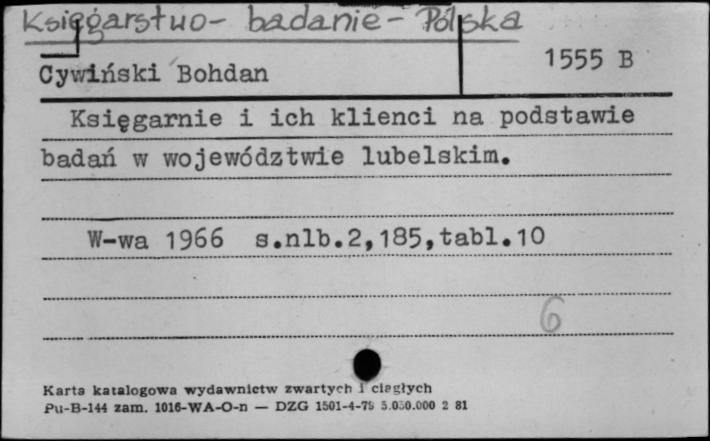 Księgarstwo - badanie - Polska
1555 B
Cywiński Bohdan
Księgarnie i ich klienci na podstawie
badań w województwie lubelskim.
W-wa 1966 s.nlb.2,185,tabl.10
6
Karta katalogowa wydawnictw zwartych i ciągłych
Pu-B-144 zam. 1016-WA-O-n — DZG 1501-4-79 5.050.000 2 81